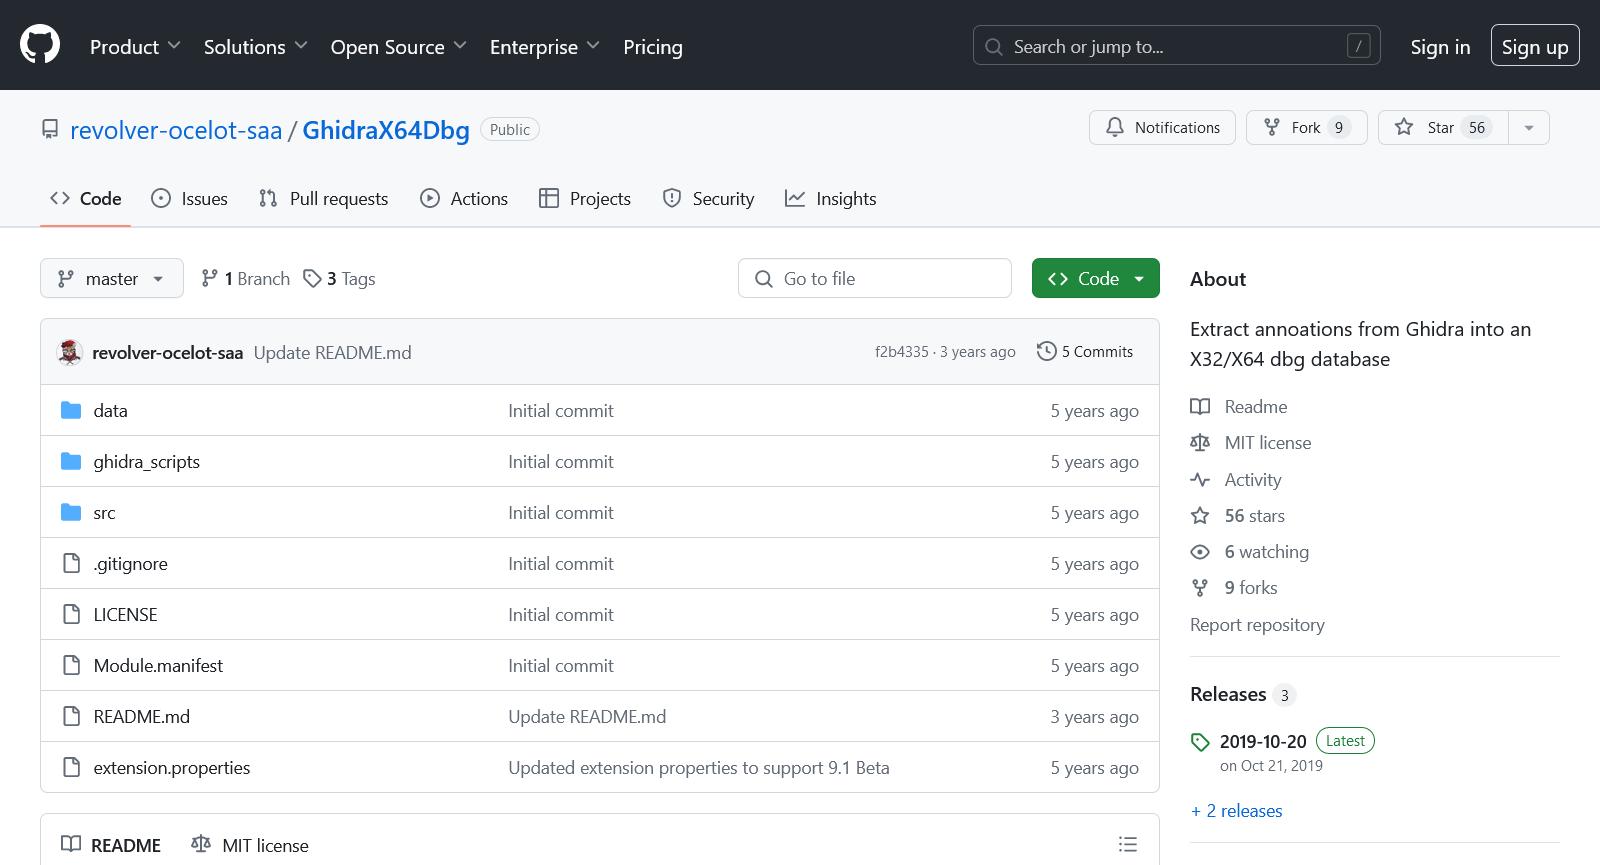 Product Solutions Open Source Enterprise Pricing Search or jump to... / Sign in Sign up
revolver-ocelot-saa / GhidraX64Dbg Public Notifications Fork 9 Star 56
Code Issues Pull requests Actions Projects Security Insights
master 1 Branch 3 Tags Go to file Code
revolver-ocelot-saa Update README.md f2b4335 · 3 years ago 5 Commits
data Initial commit 5 years ago
ghidra_scripts Initial commit 5 years ago
src Initial commit 5 years ago
.gitignore Initial commit 5 years ago
LICENSE Initial commit 5 years ago
Module.manifest Initial commit 5 years ago
README.md Update README.md 3 years ago
extension.properties Updated extension properties to support 9.1 Beta 5 years ago
README MIT license
About
Extract annoations from Ghidra into an
X32/X64 dbg database
Readme
MIT license
Activity
56 stars
6 watching
9 forks
Report repository
Releases 3
2019-10-20 Latest
on Oct 21, 2019
+ 2 releases